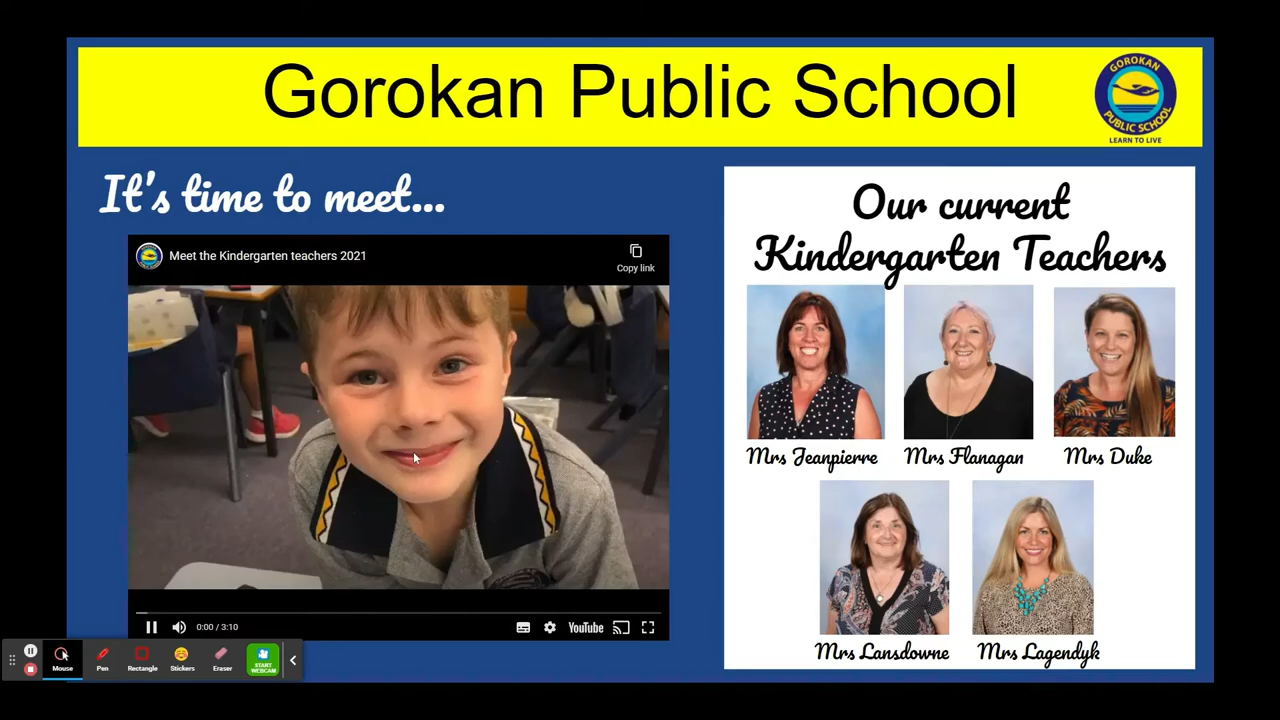 Gorokan Public School
GOROKAN
PUBLIC SCHOOL
LEARN TO LIVE
It's time to meet...
Meet the Kindergarten teachers 2021
Copy link
0:00 / 3:10
YouTube
Our current
Kindergarten Teachers
Mrs Jeanpierre
Mrs Flanagan
Mrs Duke
Mrs Lansdowne
Mrs Lagendyk
Mouse
Pen
Rectangle
Stickers
Eraser
START
WEBCAM